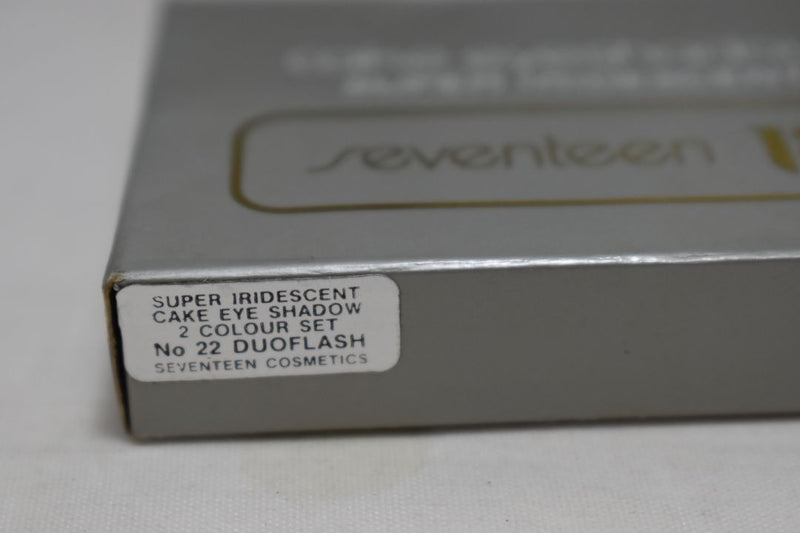 seventeen
SUPER IRIDESCENT
CAKE EYE SHADOW
2 COLOUR SET
No 22 DUOFLASH
SEVENTEEN COSMETICS